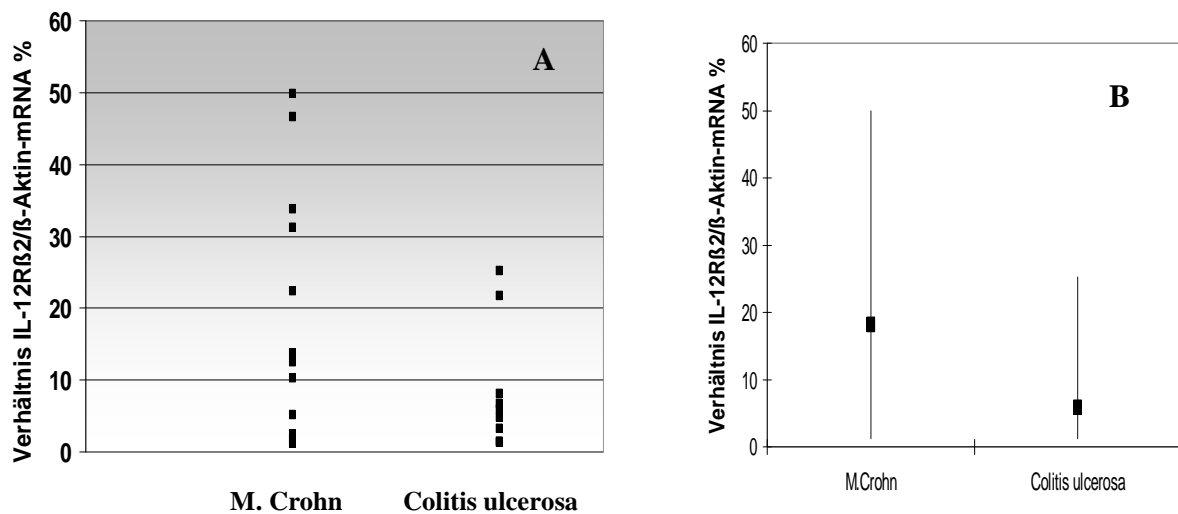 Verhältnis IL-12Rß2/ß-Aktin-mRNA %
60
50
40
30
20
10
0
A
M. Crohn
Colitis ulcerosa
Verhältnis IL-12Rß2/ß-Aktin-mRNA %
60
50
40
30
20
10
0
B
M.Crohn
Colitis ulcerosa